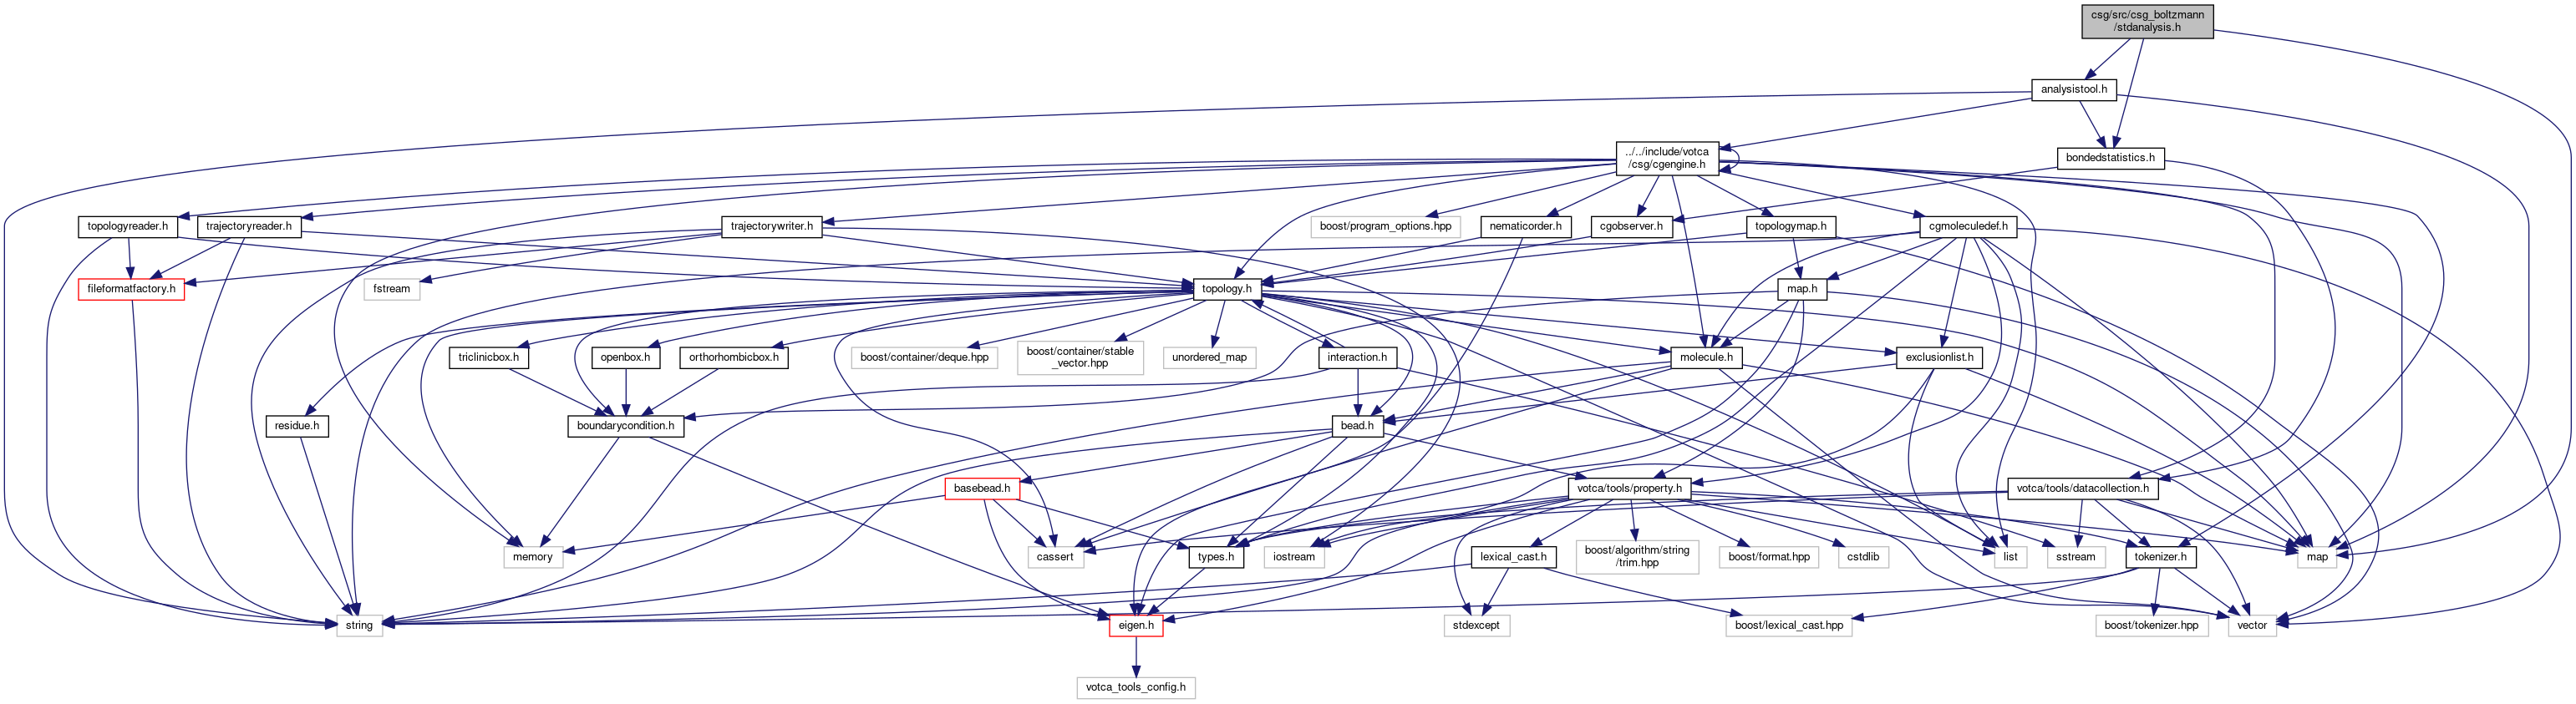 csg/src/csg_boltzmann
/stdanalysis.h
analysistool.h
../../include/votca
/csg/cgengine.h
bondedstatistics.h
topologyreader.h
trajectoryreader.h
trajectorywriter.h
boost/program_options.hpp
nematicorder.h
cgobserver.h
topologymap.h
cgmoleculedef.h
fileformatfactory.h
fstream
topology.h
map.h
triclinicbox.h
openbox.h
orthorhombicbox.h
boost/container/deque.hpp
boost/container/stable
_vector.hpp
unordered_map
interaction.h
molecule.h
exclusionlist.h
residue.h
boundarycondition.h
bead.h
basebead.h
votca/tools/property.h
votca/tools/datacollection.h
memory
cassert
types.h
iostream
lexical_cast.h
boost/algorithm/string
/trim.hpp
boost/format.hpp
cstdlib
list
sstream
tokenizer.h
map
string
eigen.h
stdexcept
boost/lexical_cast.hpp
boost/tokenizer.hpp
vector
votca_tools_config.h